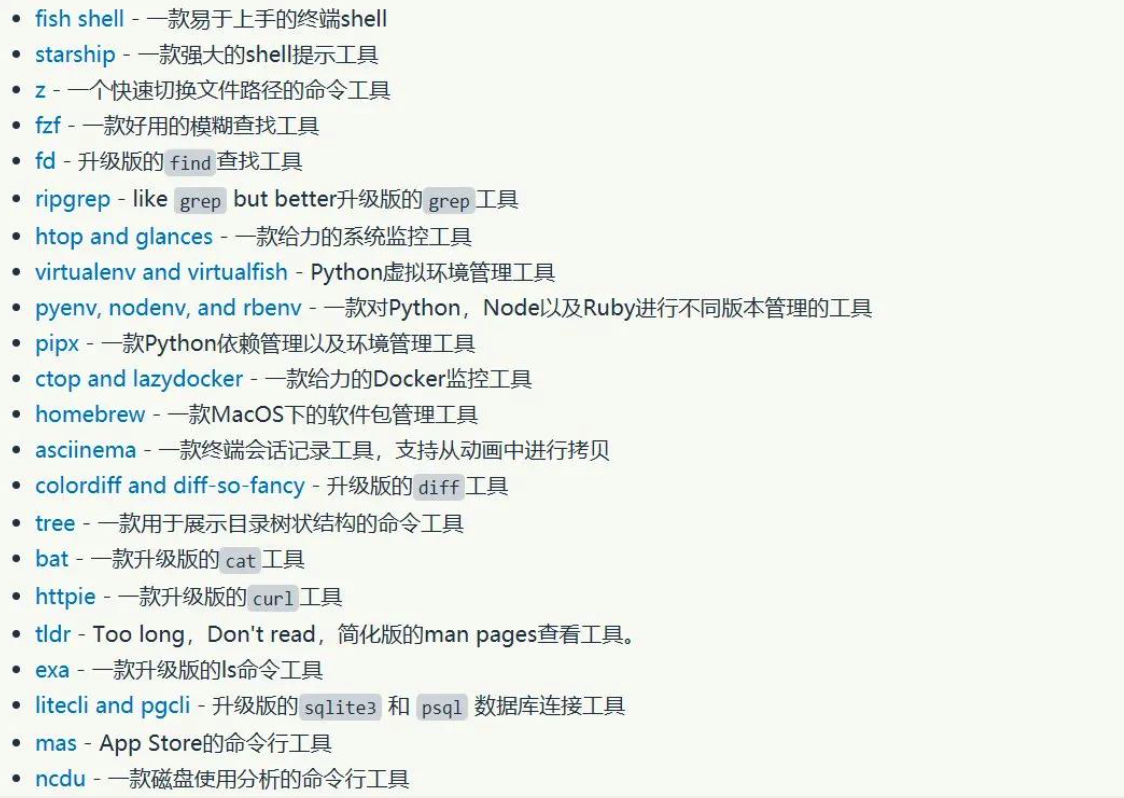 fish shell - 一款易于上手的终端shell
starship - 一款强大的shell提示工具
z - 一个快速切换文件路径的命令工具
fzf - 一款好用的模糊查找工具
fd - 升级版的find查找工具
ripgrep - like grep but better升级版的grep工具
htop and glances - 一款给力的系统监控工具
virtualenv and virtualfish - Python虚拟环境管理工具
pyenv, nodenv, and rbenv - 一款对Python，Node以及Ruby进行不同版本管理的工具
pipx - 一款Python依赖管理以及环境管理工具
ctop and lazydocker - 一款给力的Docker监控工具
homebrew - 一款MacOS下的软件包管理工具
asciinema - 一款终端会话记录工具，支持从动画中进行拷贝
colordiff and diff-so-fancy - 升级版的diff工具
tree - 一款用于展示目录树状结构的命令工具
bat - 一款升级版的cat工具
httpie - 一款升级版的curl工具
tldr - Too long，Don't read，简化版的man pages查看工具。
exa - 一款升级版的ls命令工具
litecli and pgcli - 升级版的sqlite3 和 psql 数据库连接工具
mas - App Store的命令行工具
ncdu - 一款磁盘使用分析的命令行工具